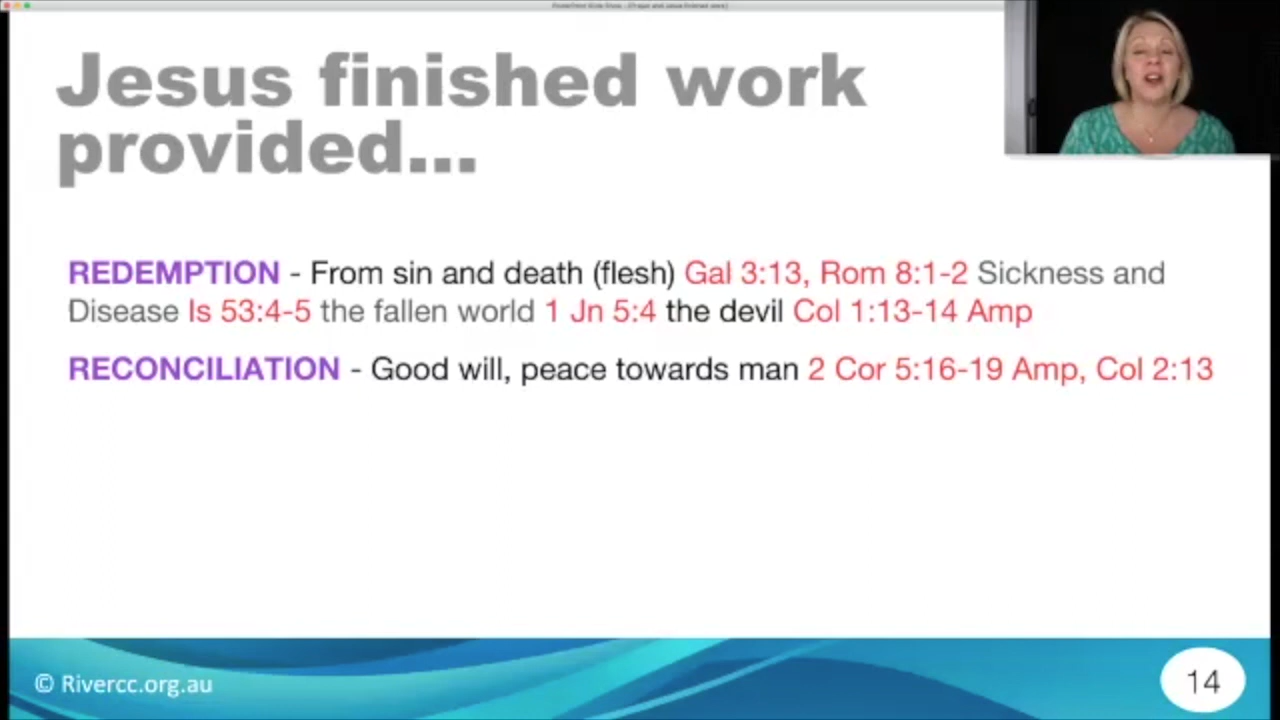 Jesus finished work
provided...
REDEMPTION - From sin and death (flesh) Gal 3:13, Rom 8:1-2 Sickness and
Disease Is 53:4-5 the fallen world 1 Jn 5:4 the devil Col 1:13-14 Amp
RECONCILIATION - Good will, peace towards man 2 Cor 5:16-19 Amp, Col 2:13
© Rivercc.org.au
14